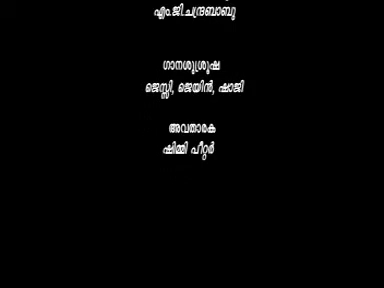 എം.ജി.ചന്ദ്രബാബു
ഗാനശുശ്രൂഷ
ജെസ്സി, ജെയിൻ, ഷാജി
അവതാരക
ഷിമ്മി പീറ്റർ